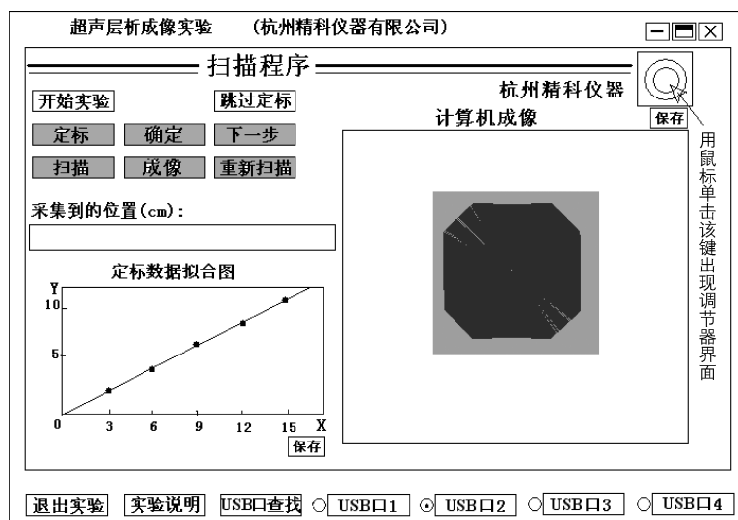 超声层析成像实验 (杭州精科仪器有限公司)
扫描程序
杭州精科仪器
开始实验 跳过定标
计算机成像 保存
定标 确定 下一步
扫描 成像 重新扫描
用鼠标单击该键出现调节器界面
采集到的位置(cm):
定标数据拟合图
Y
10
5
0 3 6 9 12 15 X
保存
退出实验 实验说明 USB口查找 USB口1 USB口2 USB口3 USB口4